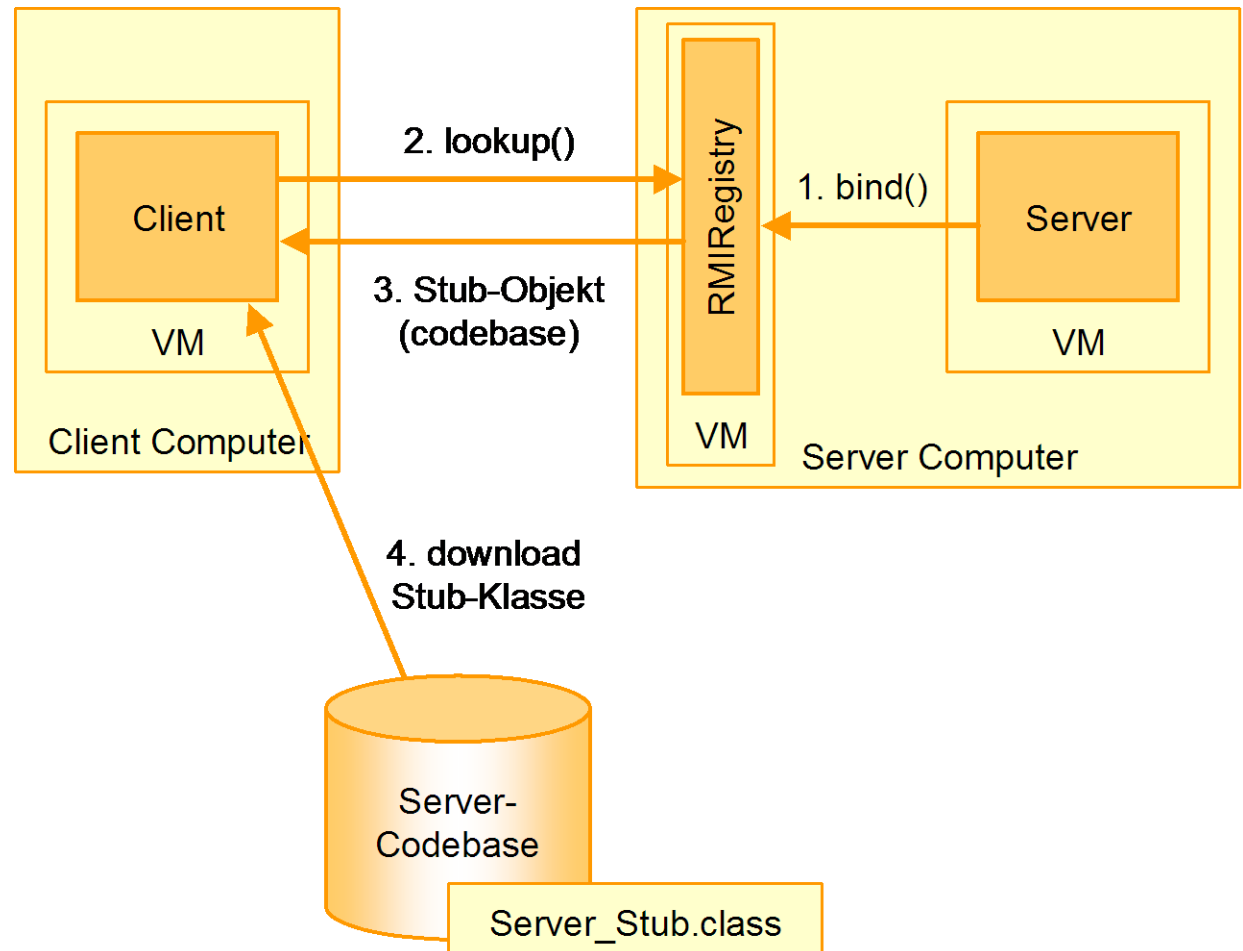 2. lookup()
Client
3. Stub-Objekt
(codebase)
VM
Client Computer
RMIRegistry
1. bind()
Server
VM
VM
Server Computer
4. download
Stub-Klasse
Server-
Codebase
Server_Stub.class